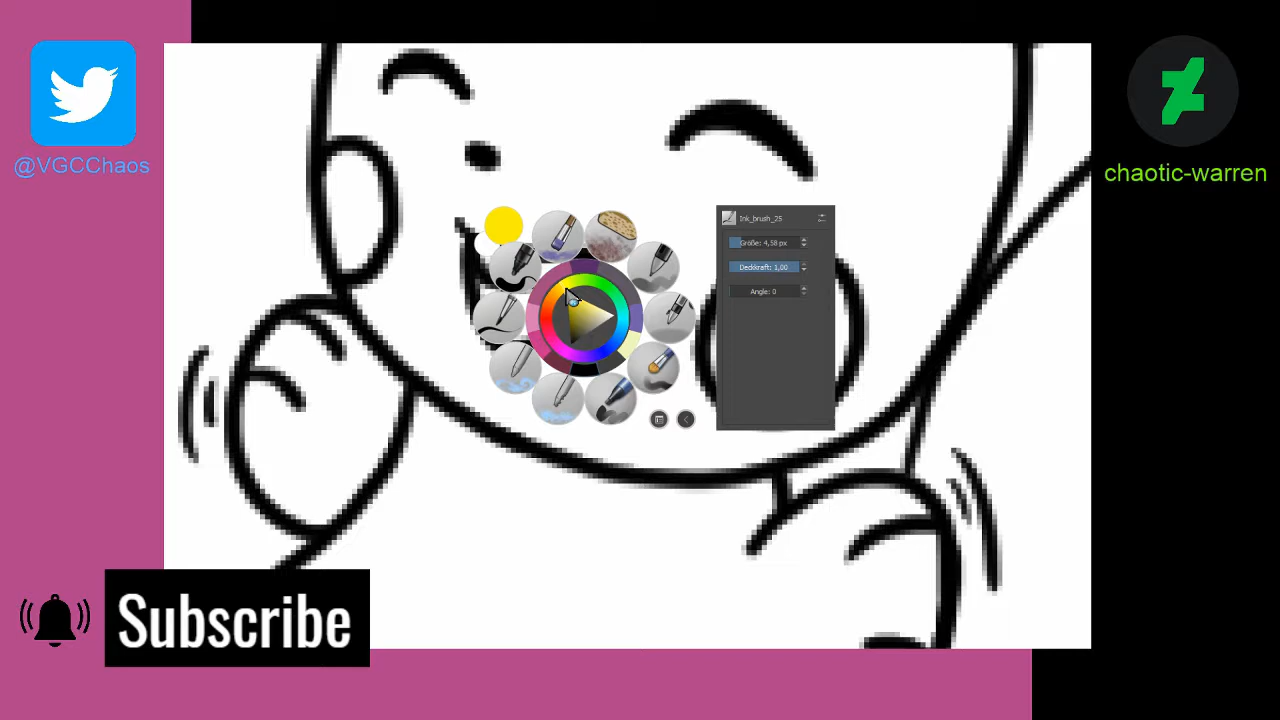 @VGCChaos
chaotic-warren
Ink_brush_25
Größe: 4,58 px
Deckkraft: 1,00
Angle: 0
Subscribe